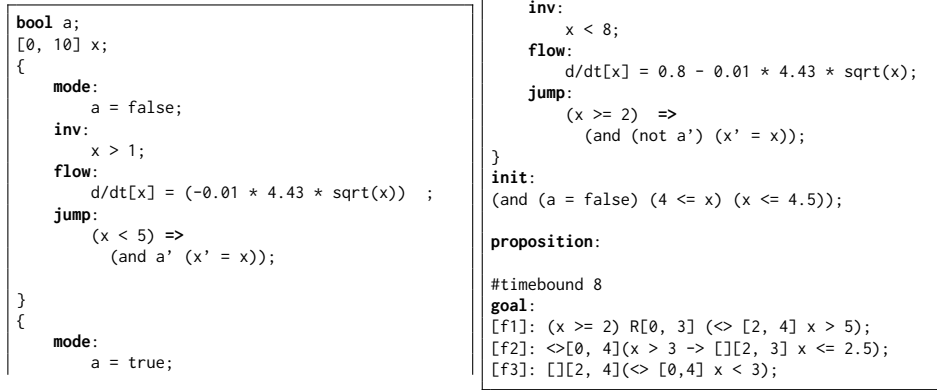 bool a;
[0, 10] x;
{
    mode:
        a = false;
    inv:
        x > 1;
    flow:
        d/dt[x] = (-0.01 * 4.43 * sqrt(x))  ;
    jump:
        (x < 5) =>
          (and a' (x' = x));
}
{
    mode:
        a = true;
    inv:
        x < 8;
    flow:
        d/dt[x] = 0.8 - 0.01 * 4.43 * sqrt(x);
    jump:
        (x >= 2)  =>
          (and (not a') (x' = x));
}
init:
(and (a = false) (4 <= x) (x <= 4.5));
proposition:
#timebound 8
goal:
[f1]: (x >= 2) R[0, 3] (<> [2, 4] x > 5);
[f2]: <>[0, 4](x > 3 -> [][2, 3] x <= 2.5);
[f3]: [][2, 4](<> [0,4] x < 3);